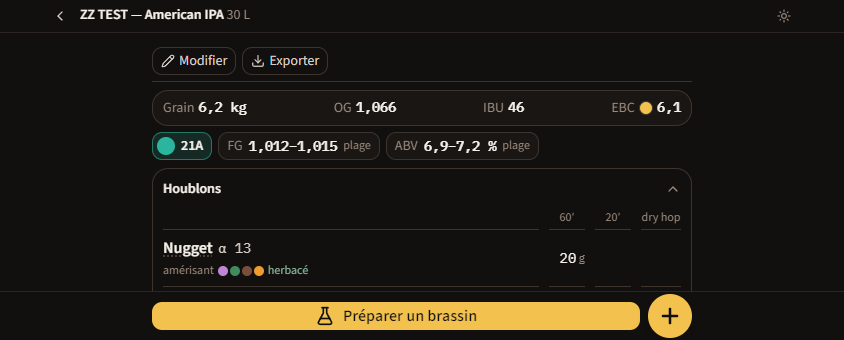 ZZ TEST — American IPA 30 L
Modifier Exporter
Grain 6,2 kg OG 1,066 IBU 46 EBC 6,1
21A FG 1,012–1,015 plage ABV 6,9–7,2 % plage
Houblons
60′ 20′ dry hop
Nugget α 13
20 g
amérisant herbacé
Préparer un brassin